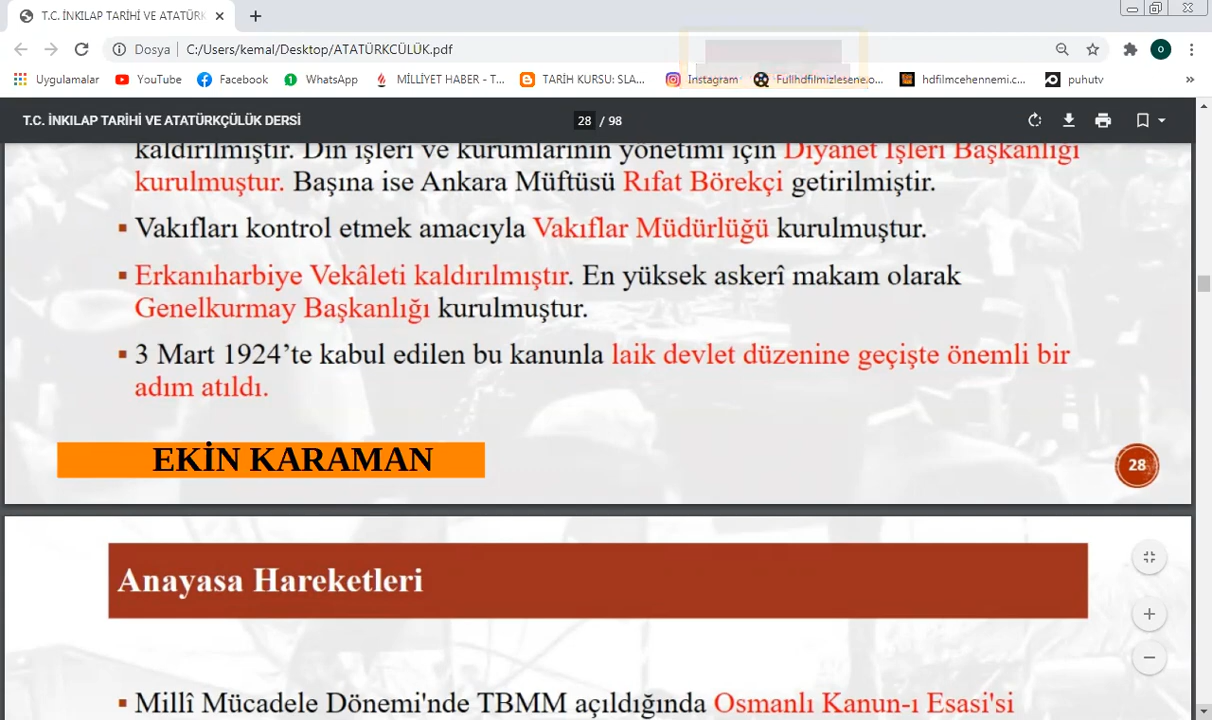 T.C. İNKILAP TARİHİ VE ATATÜRK
Dosya | C:/Users/kemal/Desktop/ATATÜRKCÜLÜK.pdf
o
Uygulamalar YouTube Facebook WhatsApp MİLLİYET HABER - T... TARİH KURSU: SLA... Instagram Fullhdfilmizlesene.o... hdfilmcehennemi.c... puhutv »
T.C. İNKILAP TARİHİ VE ATATÜRKÇÜLÜK DERSİ
28 / 98
kaldırılmıştır. Din işleri ve kurumlarının yönetimi için Diyanet İşleri Başkanlığı
kurulmuştur. Başına ise Ankara Müftüsü Rıfat Börekçi getirilmiştir.
▪ Vakıfları kontrol etmek amacıyla Vakıflar Müdürlüğü kurulmuştur.
▪ Erkanıharbiye Vekâleti kaldırılmıştır. En yüksek askerî makam olarak
Genelkurmay Başkanlığı kurulmuştur.
▪ 3 Mart 1924’te kabul edilen bu kanunla laik devlet düzenine geçişte önemli bir
adım atıldı.
EKİN KARAMAN
28
Anayasa Hareketleri
▪ Millî Mücadele Dönemi'nde TBMM açıldığında Osmanlı Kanun-ı Esasi'si